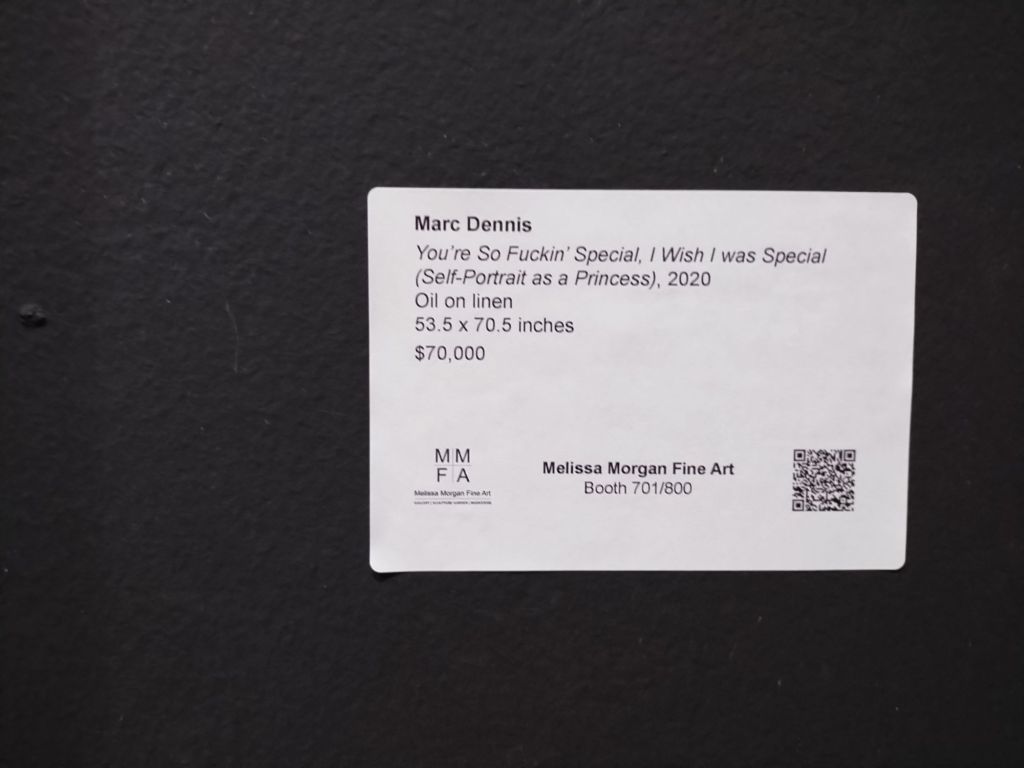 Marc Dennis
You're So Fuckin' Special, I Wish I was Special
(Self-Portrait as a Princess), 2020
Oil on linen
53.5 x 70.5 inches
$70,000
MM
FA
Melissa Morgan Fine Art
Melissa Morgan Fine Art
Booth 701/800